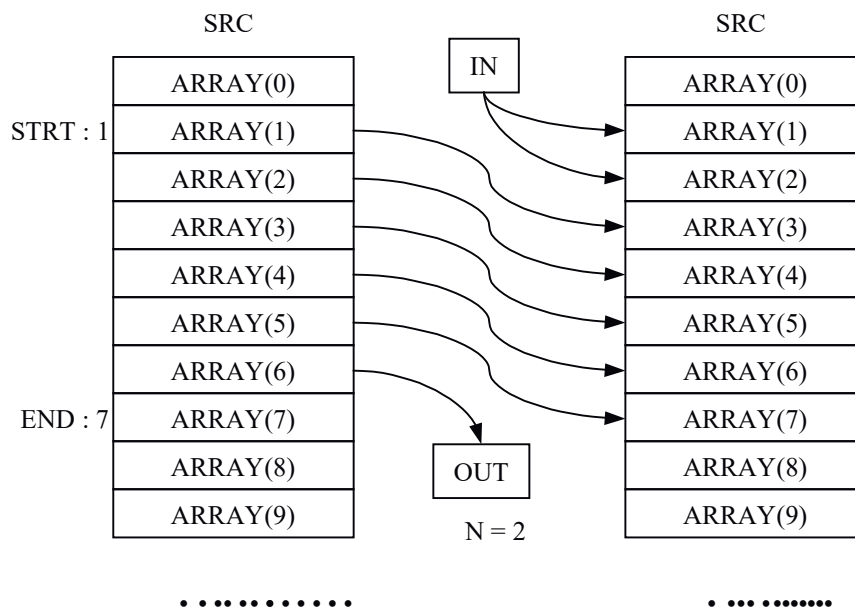 SRC
ARRAY(0)
STRT : 1
ARRAY(1)
ARRAY(2)
ARRAY(3)
ARRAY(4)
ARRAY(5)
ARRAY(6)
END : 7
ARRAY(7)
ARRAY(8)
ARRAY(9)
IN
OUT
N = 2
SRC
ARRAY(0)
ARRAY(1)
ARRAY(2)
ARRAY(3)
ARRAY(4)
ARRAY(5)
ARRAY(6)
ARRAY(7)
ARRAY(8)
ARRAY(9)